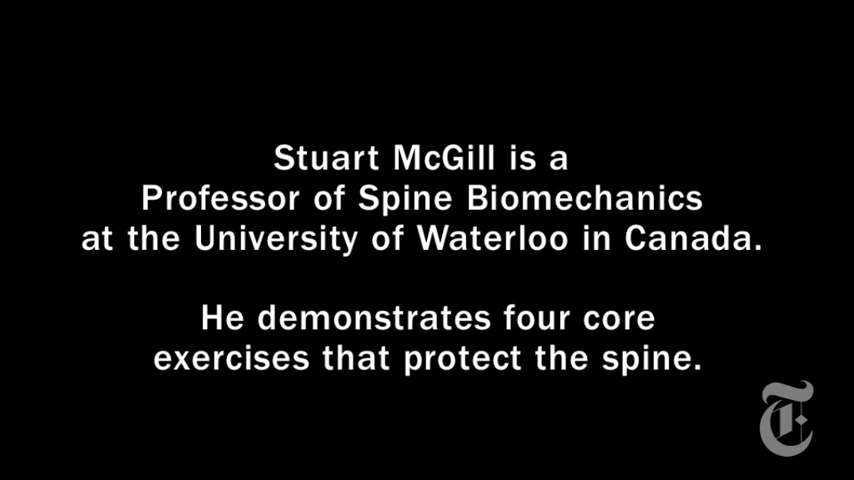 Stuart McGill is a
Professor of Spine Biomechanics
at the University of Waterloo in Canada.
He demonstrates four core
exercises that protect the spine.
T